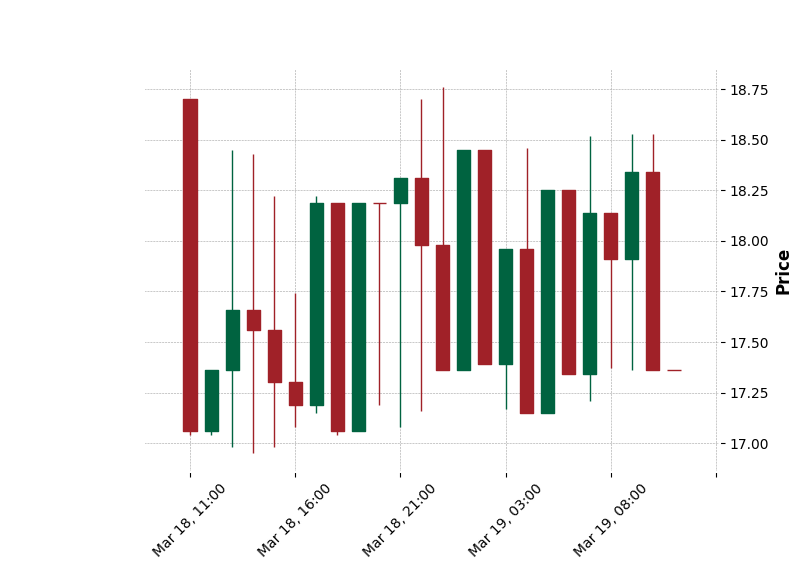 18.75
18.50
18.25
18.00
17.75
17.50
17.25
17.00
Price
Mar 18, 11:00
Mar 18, 16:00
Mar 18, 21:00
Mar 19, 03:00
Mar 19, 08:00